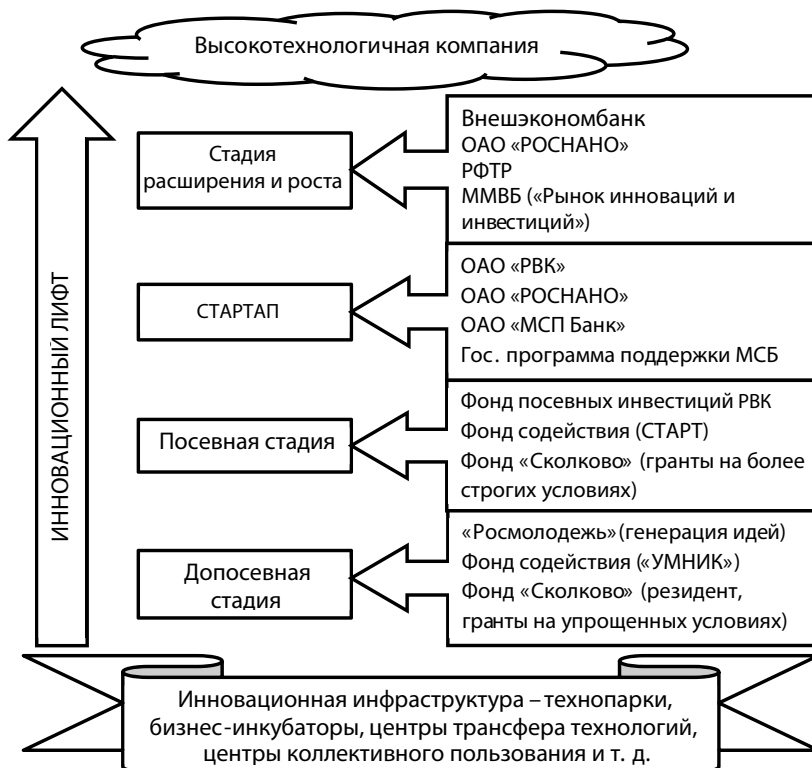 Высокотехнологичная компания
ИННОВАЦИОННЫЙ ЛИФТ
Стадия
расширения и роста
Внешэкономбанк
ОАО «РОСНАНО»
РФТР
ММВБ («Рынок инноваций и
инвестиций»)
СТАРТАП
ОАО «РВК»
ОАО «РОСНАНО»
ОАО «МСП Банк»
Гос. программа поддержки МСБ
Посевная стадия
Фонд посевных инвестиций РВК
Фонд содействия (СТАРТ)
Фонд «Сколково» (гранты на более
строгих условиях)
Допосевная
стадия
«Росмолодежь» (генерация идей)
Фонд содействия («УМНИК»)
Фонд «Сколково» (резидент,
гранты на упрощенных условиях)
Инновационная инфраструктура – технопарки,
бизнес-инкубаторы, центры трансфера технологий,
центры коллективного пользования и т. д.